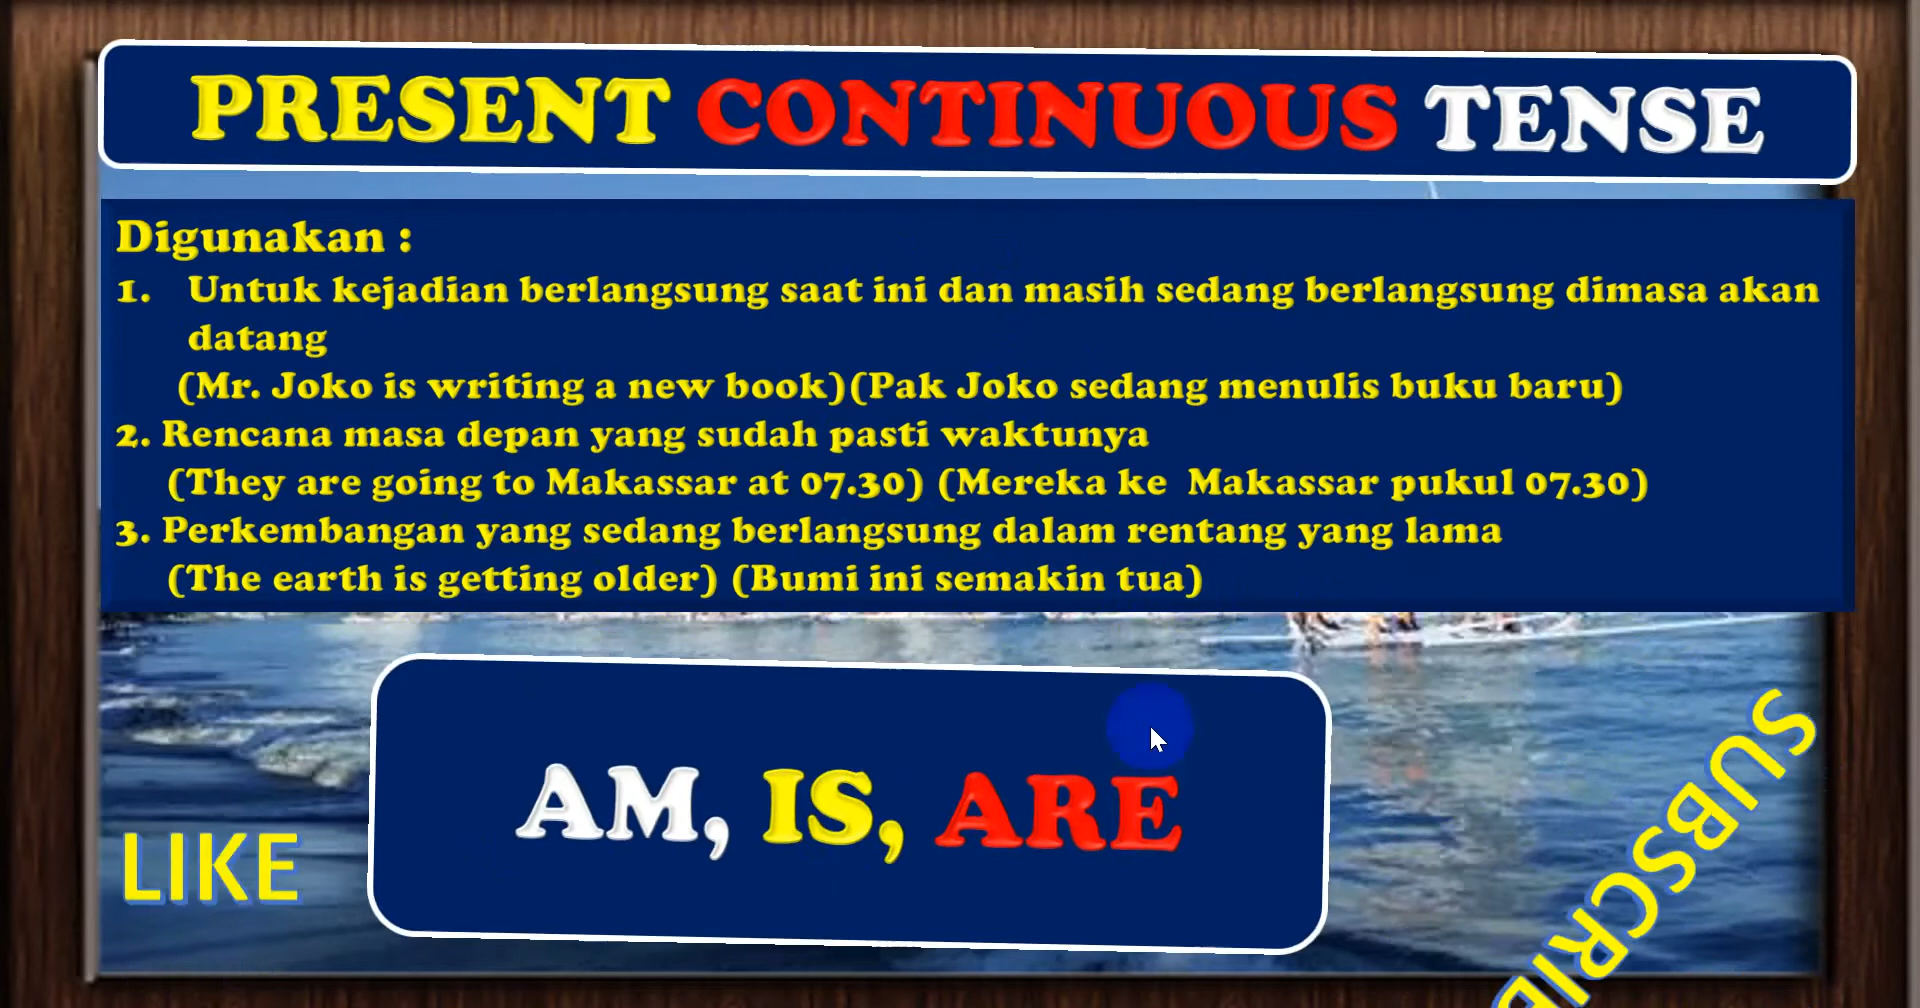 PRESENT CONTINUOUS TENSE
Digunakan :
1. Untuk kejadian berlangsung saat ini dan masih sedang berlangsung dimasa akan
datang
(Mr. Joko is writing a new book)(Pak Joko sedang menulis buku baru)
2. Rencana masa depan yang sudah pasti waktunya
(They are going to Makassar at 07.30) (Mereka ke  Makassar pukul 07.30)
3. Perkembangan yang sedang berlangsung dalam rentang yang lama
(The earth is getting older) (Bumi ini semakin tua)
AM, IS, ARE
LIKE
SUBSCRIB